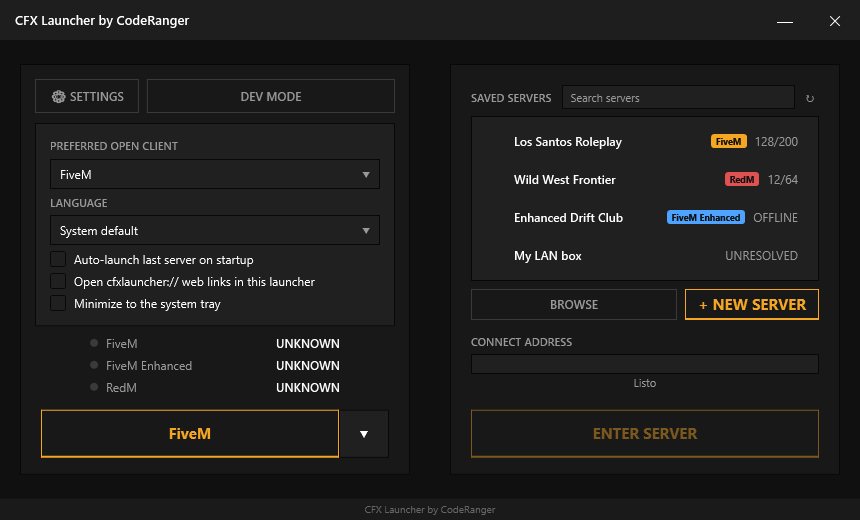 CFX Launcher by CodeRanger
SETTINGS
DEV MODE
PREFERRED OPEN CLIENT
FiveM
LANGUAGE
System default
Auto-launch last server on startup
Open cfxlauncher:// web links in this launcher
Minimize to the system tray
FiveM UNKNOWN
FiveM Enhanced UNKNOWN
RedM UNKNOWN
FiveM
SAVED SERVERS
Search servers
Los Santos Roleplay FiveM 128/200
Wild West Frontier RedM 12/64
Enhanced Drift Club FiveM Enhanced OFFLINE
My LAN box UNRESOLVED
BROWSE
+ NEW SERVER
CONNECT ADDRESS
Listo
ENTER SERVER
CFX Launcher by CodeRanger